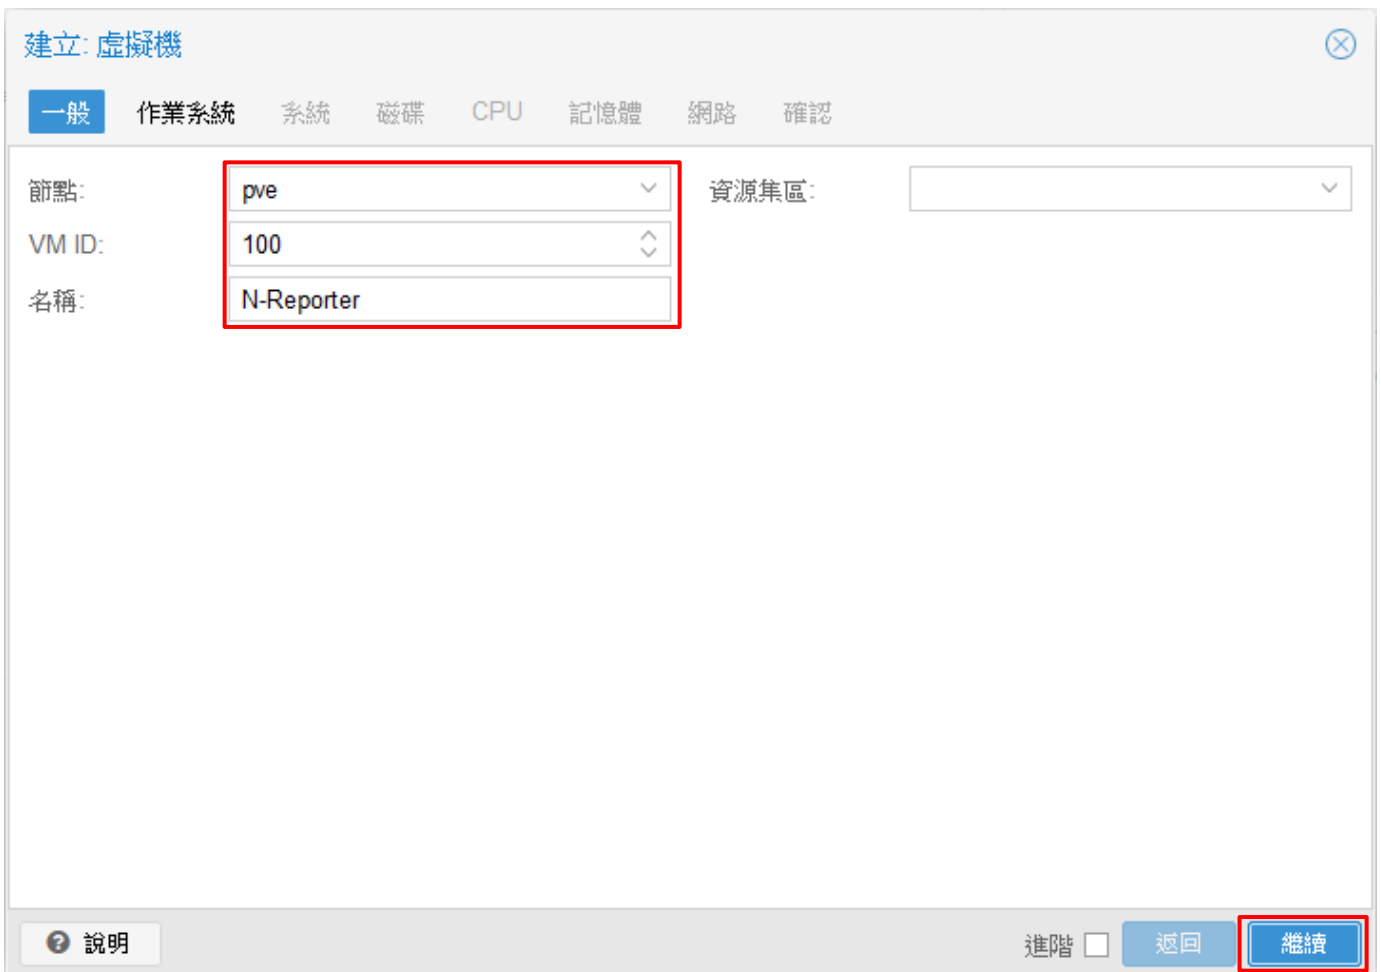 建立: 虛擬機
一般 作業系統 系統 磁碟 CPU 記憶體 網路 確認
節點: pve 資源集區:
VM ID: 100
名稱: N-Reporter
說明 進階 返回 繼續